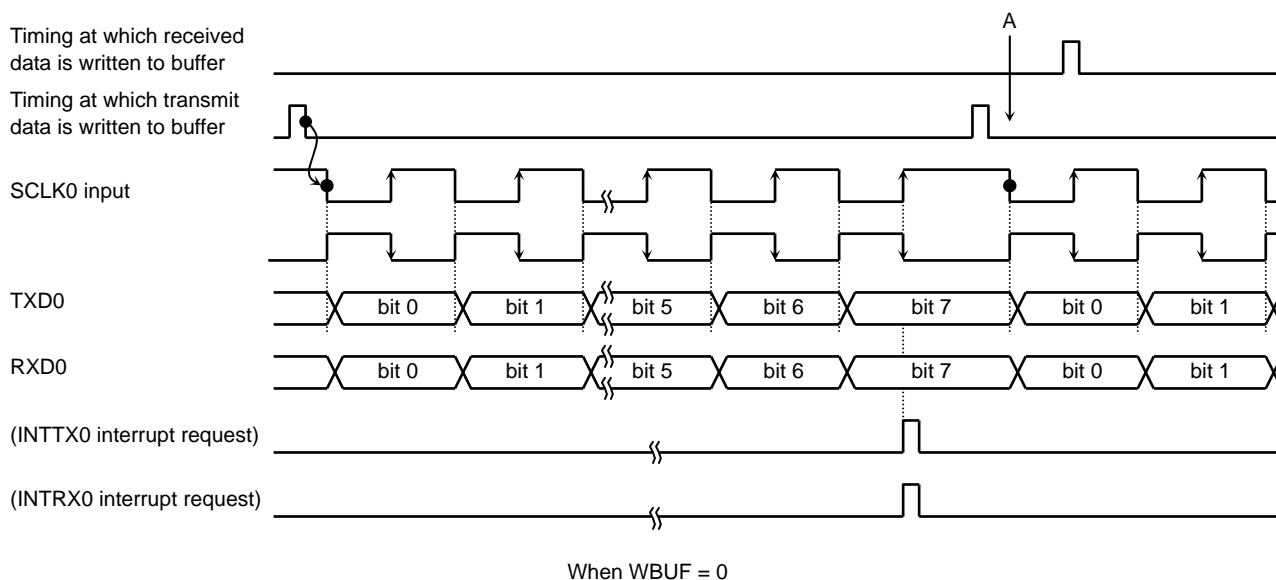 A
Timing at which received
data is written to buffer
Timing at which transmit
data is written to buffer
SCLK0 input
TXD0
bit 0 bit 1 bit 5 bit 6 bit 7 bit 0 bit 1
RXD0
bit 0 bit 1 bit 5 bit 6 bit 7 bit 0 bit 1
(INTTX0 interrupt request)
(INTRX0 interrupt request)
When WBUF = 0